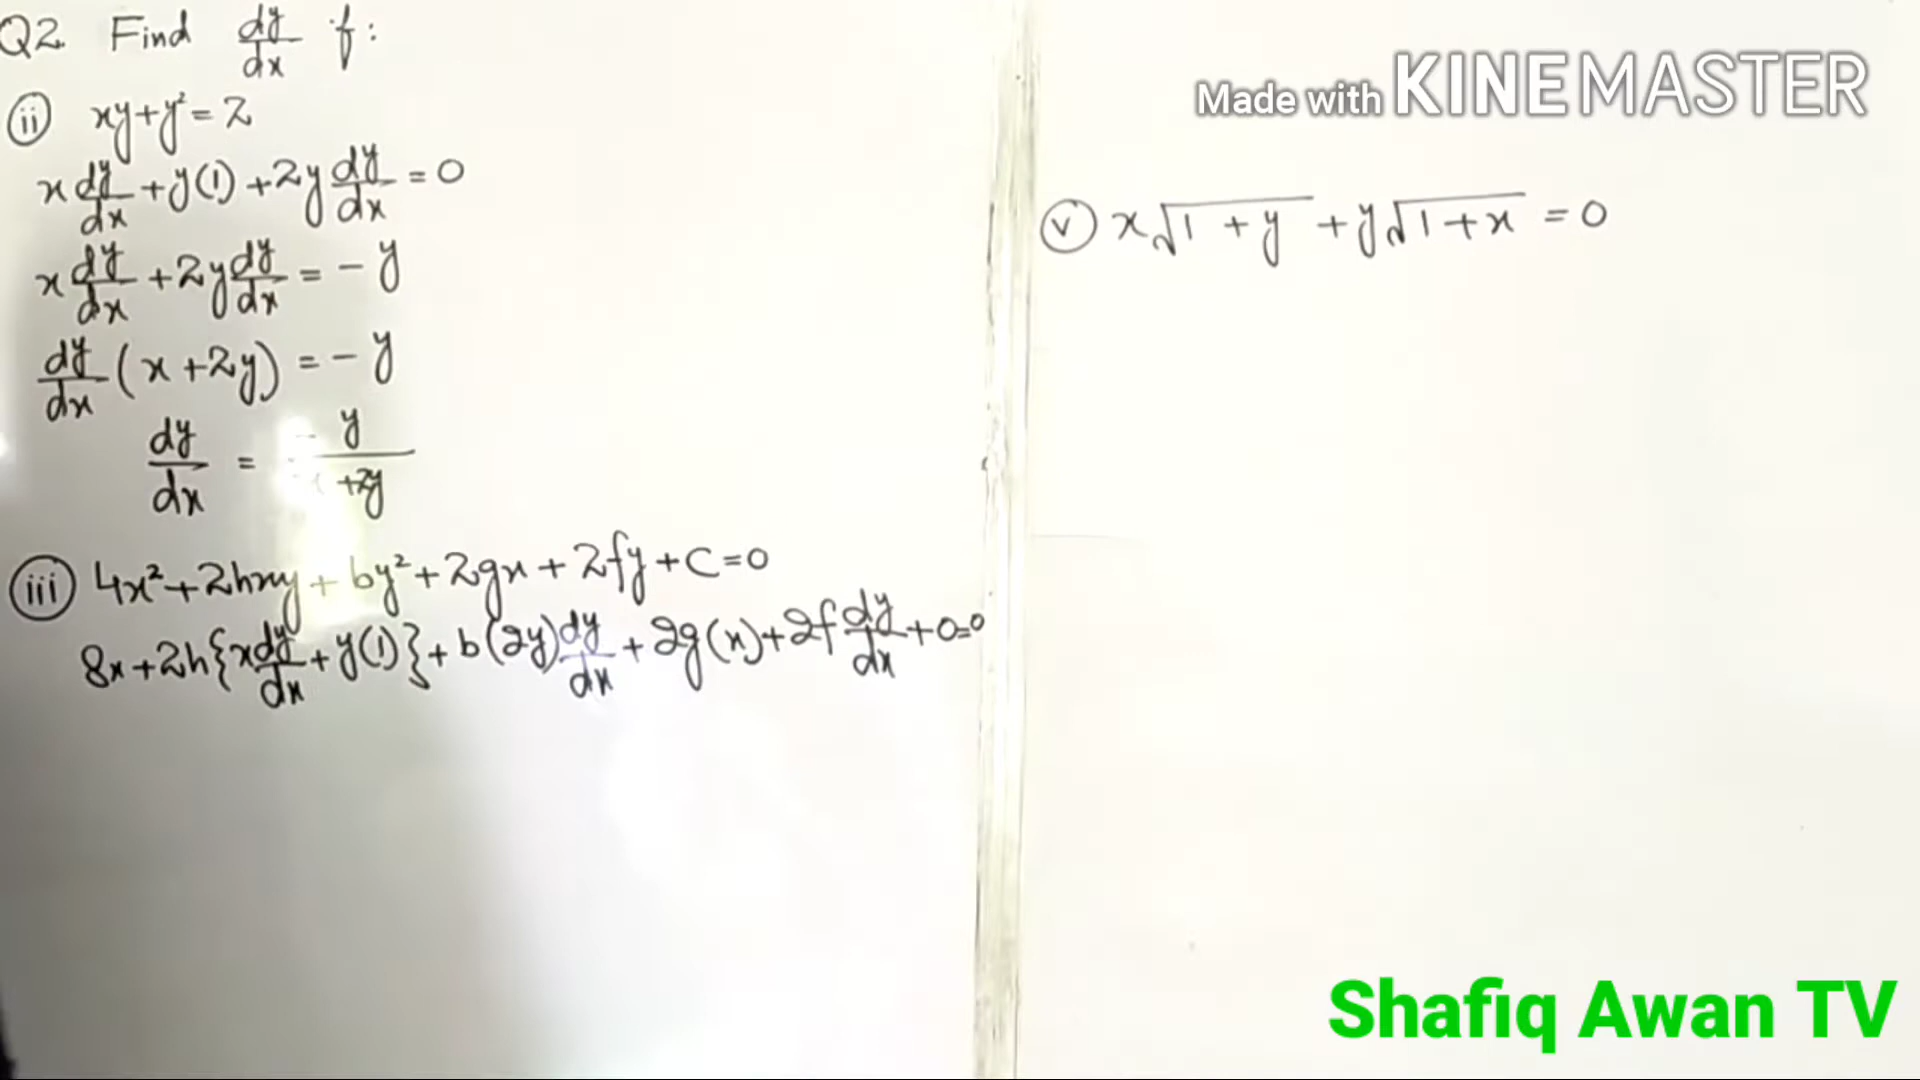 Q2. Find dy/dx if:
(ii) xy+y²=2
x dy/dx + y(1) + 2y dy/dx = 0
x dy/dx + 2y dy/dx = - y
dy/dx (x+2y) = - y
dy/dx = - y/x+2y
(iii) 4x²+2hxy+by²+2gx+2fy+c=0
8x+2h{x dy/dx + y(1)}+b(2y) dy/dx + 2g(x)+2f dy/dx +0=0
Made with KINEMASTER
(v) x√1+y + y√1+x = 0
Shafiq Awan TV